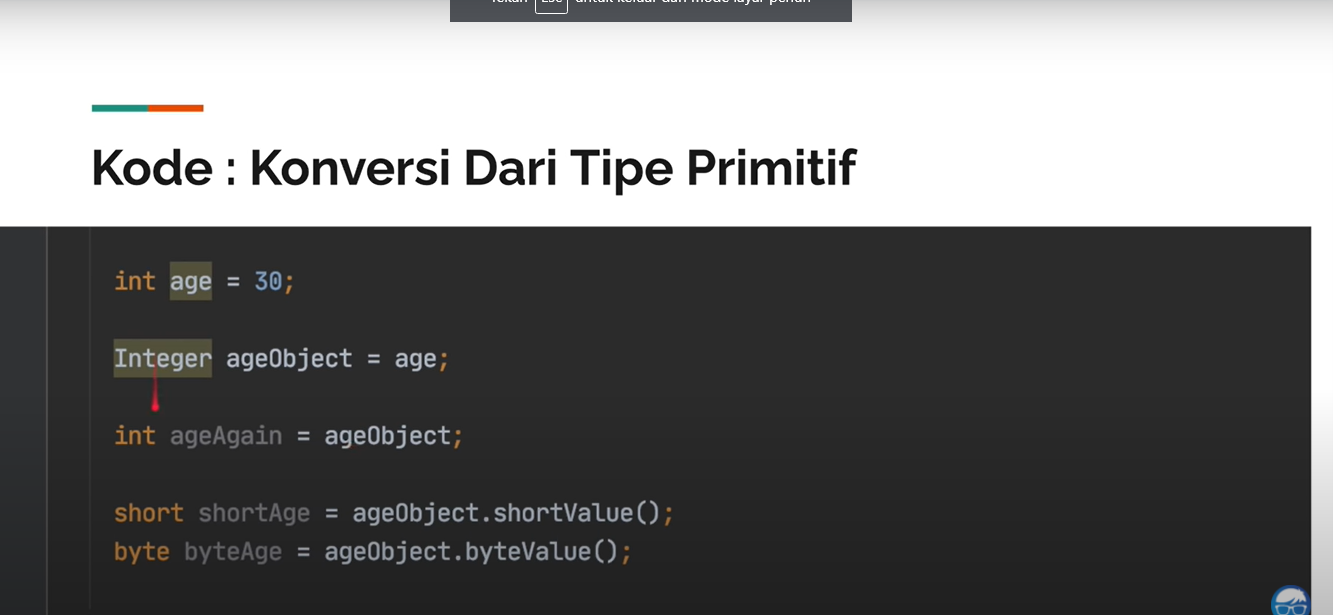 Tekan Esc untuk keluar dari mode layar penuh
Kode : Konversi Dari Tipe Primitif
int age = 30;
Integer ageObject = age;
int ageAgain = ageObject;
short shortAge = ageObject.shortValue();
byte byteAge = ageObject.byteValue();